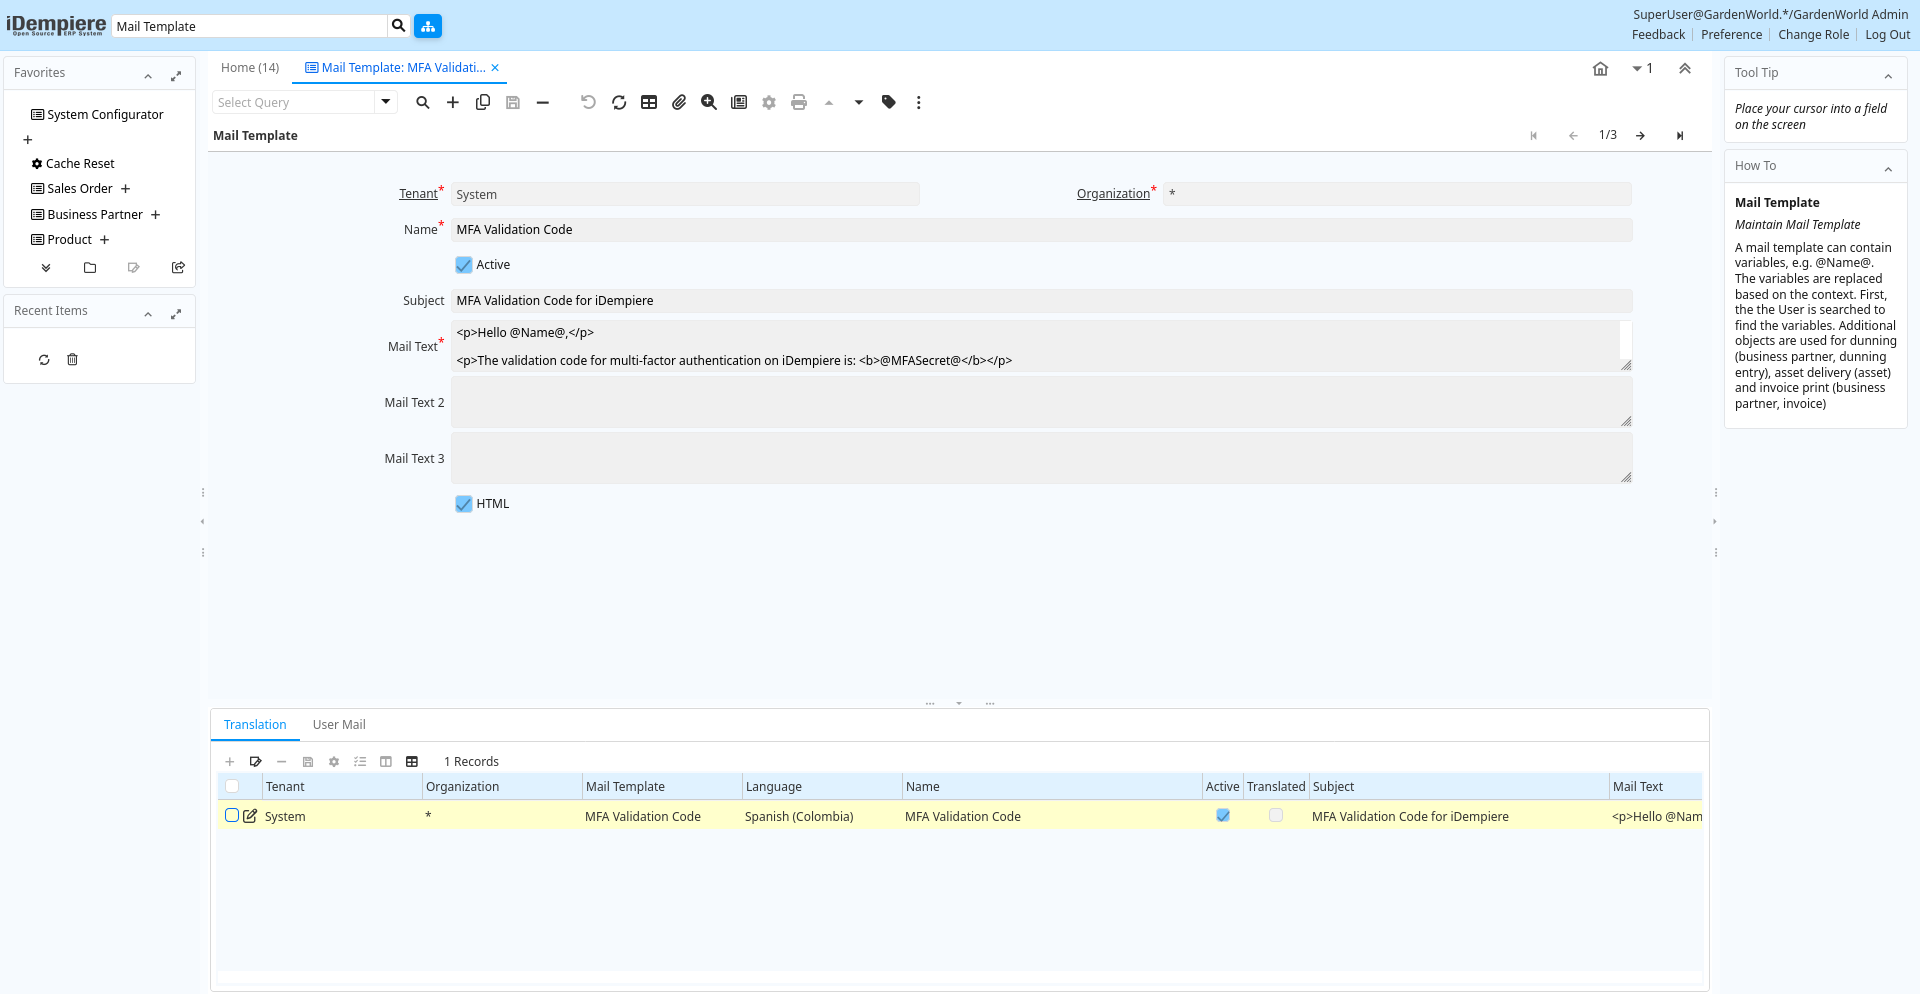 iDempiere
Open Source ERP System
Mail Template
SuperUser@GardenWorld.*/GardenWorld Admin
Feedback
Preference
Change Role
Log Out
Favorites
System Configurator
Cache Reset
Sales Order
Business Partner
Product
Recent Items
Home (14)
Mail Template: MFA Validati...
1
Select Query
Mail Template
1/3
Tenant*
System
Organization*
*
Name*
MFA Validation Code
Active
Subject
MFA Validation Code for iDempiere
Mail Text*
<p>Hello @Name@,</p>
<p>The validation code for multi-factor authentication on iDempiere is: <b>@MFASecret@</b></p>
Mail Text 2
Mail Text 3
HTML
Translation
User Mail
1 Records
Tenant
Organization
Mail Template
Language
Name
Active
Translated
Subject
Mail Text
System
*
MFA Validation Code
Spanish (Colombia)
MFA Validation Code
MFA Validation Code for iDempiere
<p>Hello @Nam
Tool Tip
Place your cursor into a field
on the screen
How To
Mail Template
Maintain Mail Template
A mail template can contain
variables, e.g. @Name@.
The variables are replaced
based on the context. First,
the the User is searched to
find the variables. Additional
objects are used for dunning
(business partner, dunning
entry), asset delivery (asset)
and invoice print (business
partner, invoice)